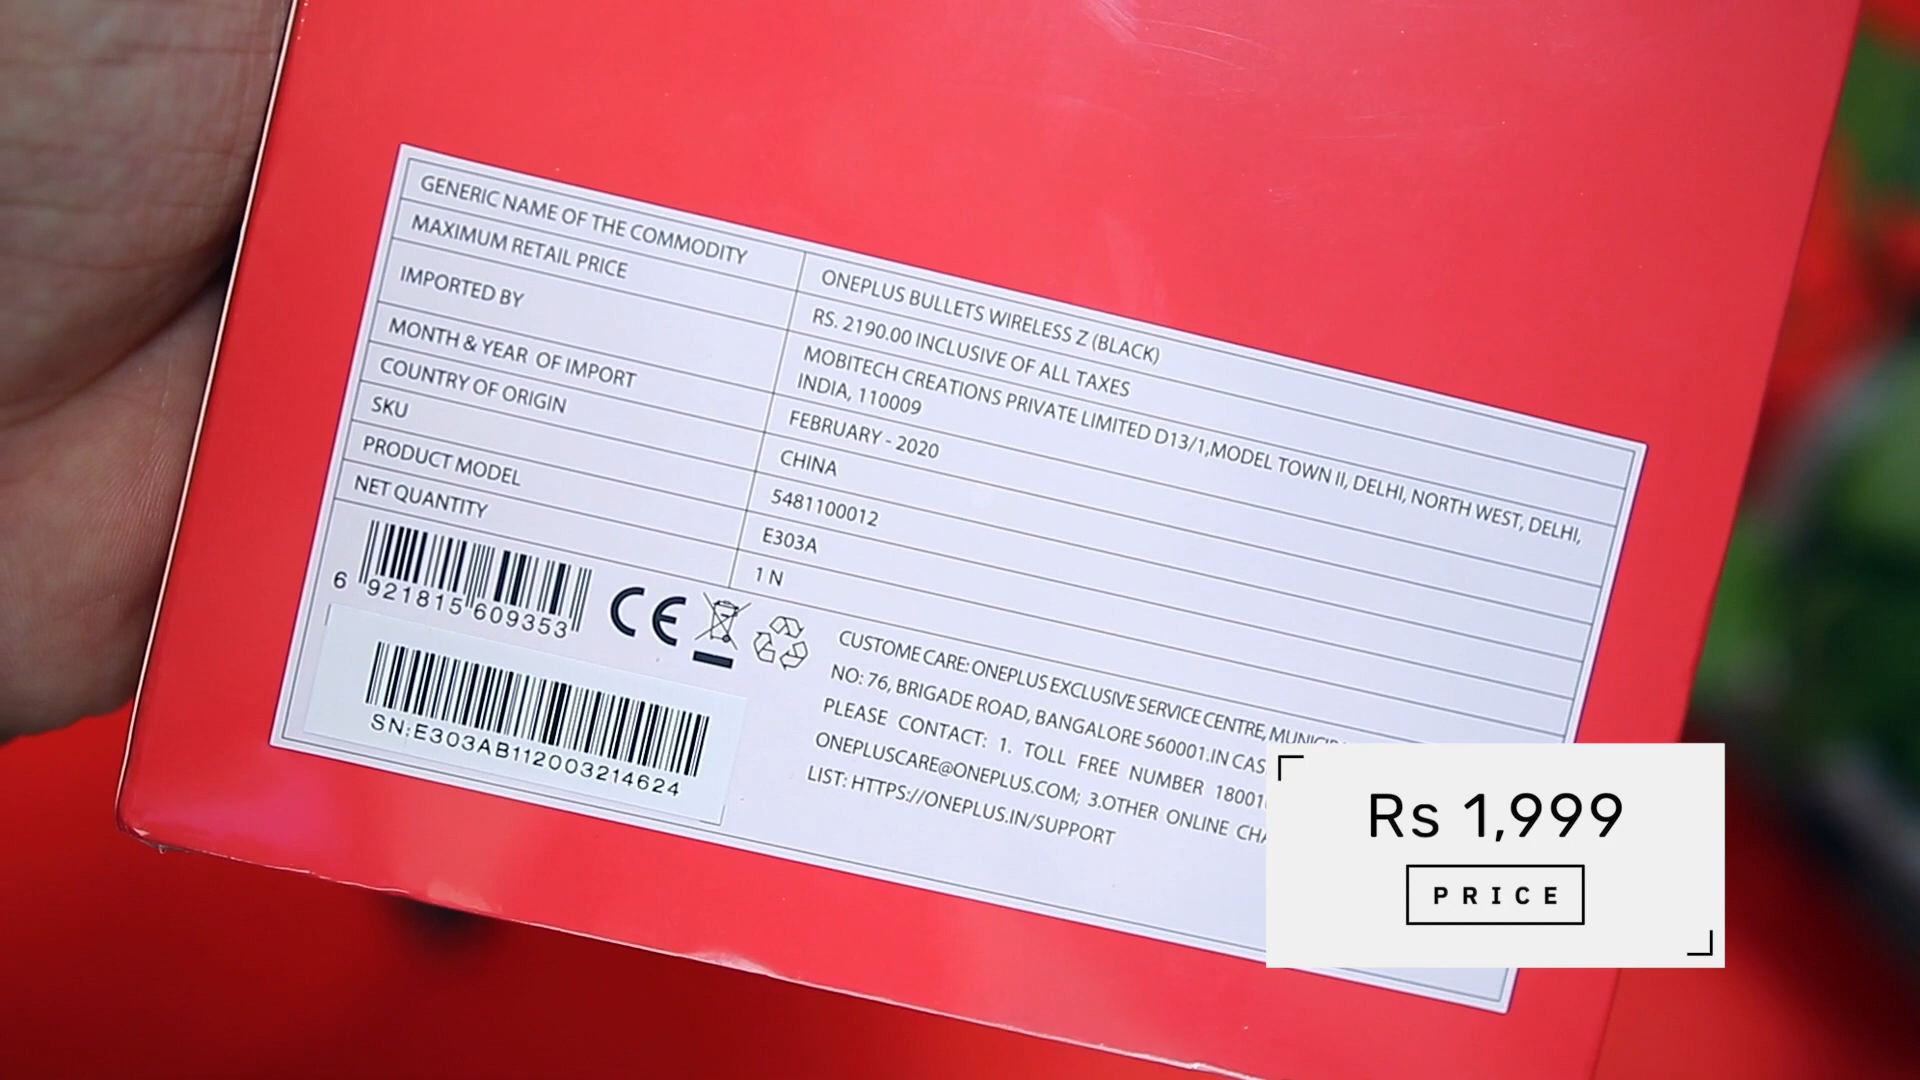 GENERIC NAME OF THE COMMODITY
ONEPLUS BULLETS WIRELESS Z (BLACK)
MAXIMUM RETAIL PRICE
RS. 2190.00 INCLUSIVE OF ALL TAXES
IMPORTED BY
MOBITECH CREATIONS PRIVATE LIMITED D13/1,MODEL TOWN II, DELHI, NORTH WEST, DELHI,
INDIA, 110009
MONTH & YEAR OF IMPORT
FEBRUARY - 2020
COUNTRY OF ORIGIN
CHINA
SKU
5481100012
PRODUCT MODEL
E303A
NET QUANTITY
1 N
6 921815 609353
CE
SN:E303AB112003214624
CUSTOME CARE: ONEPLUS EXCLUSIVE SERVICE CENTRE,
NO: 76, BRIGADE ROAD, BANGALORE 560001.IN
PLEASE CONTACT: 1. TOLL FREE NUMBER
ONEPLUSCARE@ONEPLUS.COM; 3.OTHER ONLINE
LIST: HTTPS://ONEPLUS.IN/SUPPORT
Rs 1,999
PRICE